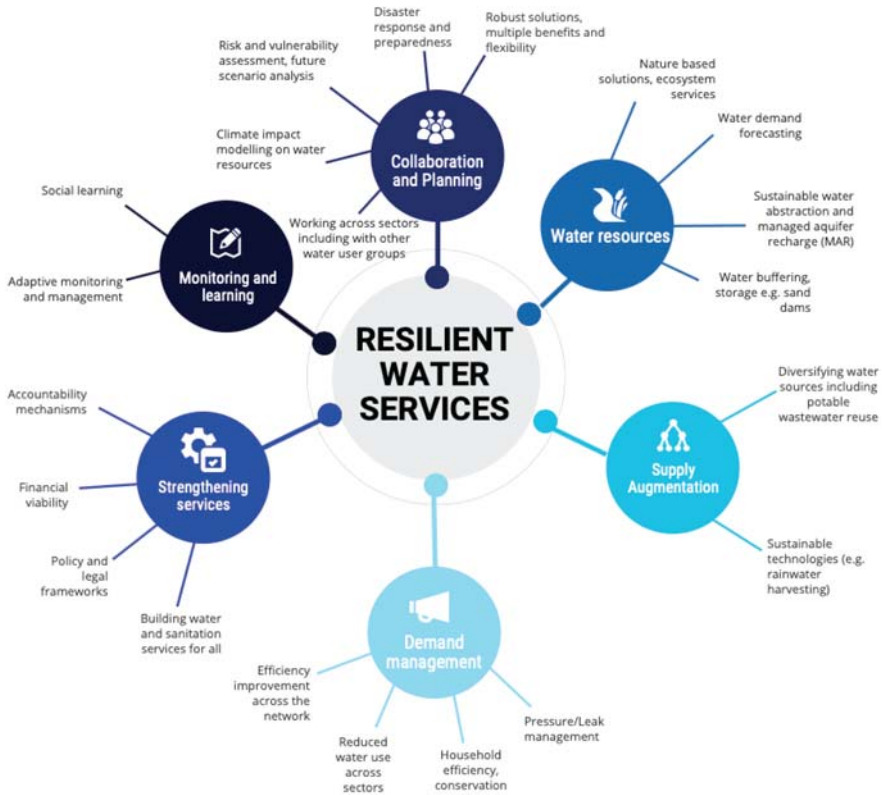 Disaster
response and
preparedness
Robust solutions,
multiple benefits and
flexibility
Risk and vulnerability
assessment, future
scenario analysis
Climate impact
modelling on water
resources
Working across sectors
including with other
water user groups
Collaboration
and Planning
Nature based
solutions, ecosystem
services
Water demand
forecasting
Sustainable water
abstraction and
managed aquifer
recharge (MAR)
Water buffering,
storage e.g. sand
dams
Water resources
Social learning
Adaptive monitoring
and management
Monitoring and
learning
RESILIENT
WATER
SERVICES
Diversifying water
sources including
potable
wastewater reuse
Supply
Augmentation
Sustainable
technologies (e.g.
rainwater
harvesting)
Accountability
mechanisms
Financial
viability
Policy and
legal
frameworks
Building water
and sanitation
services for all
Strengthening
services
Demand
management
Efficiency
improvement
across the
network
Reduced
water use
across
sectors
Household
efficiency,
conservation
Pressure/Leak
management